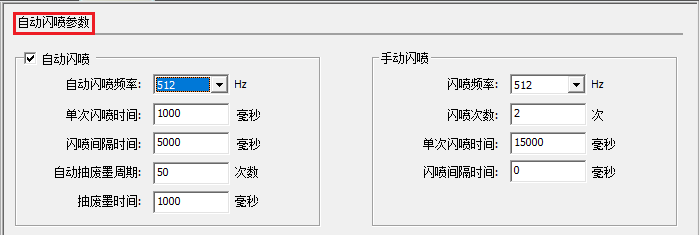 自动闪喷参数
自动闪喷
自动闪喷频率: 512 Hz
单次闪喷时间: 1000 毫秒
闪喷间隔时间: 5000 毫秒
自动抽废墨周期: 50 次数
抽废墨时间: 1000 毫秒
手动闪喷
闪喷频率: 512 Hz
闪喷次数: 2 次
单次闪喷时间: 15000 毫秒
闪喷间隔时间: 0 毫秒